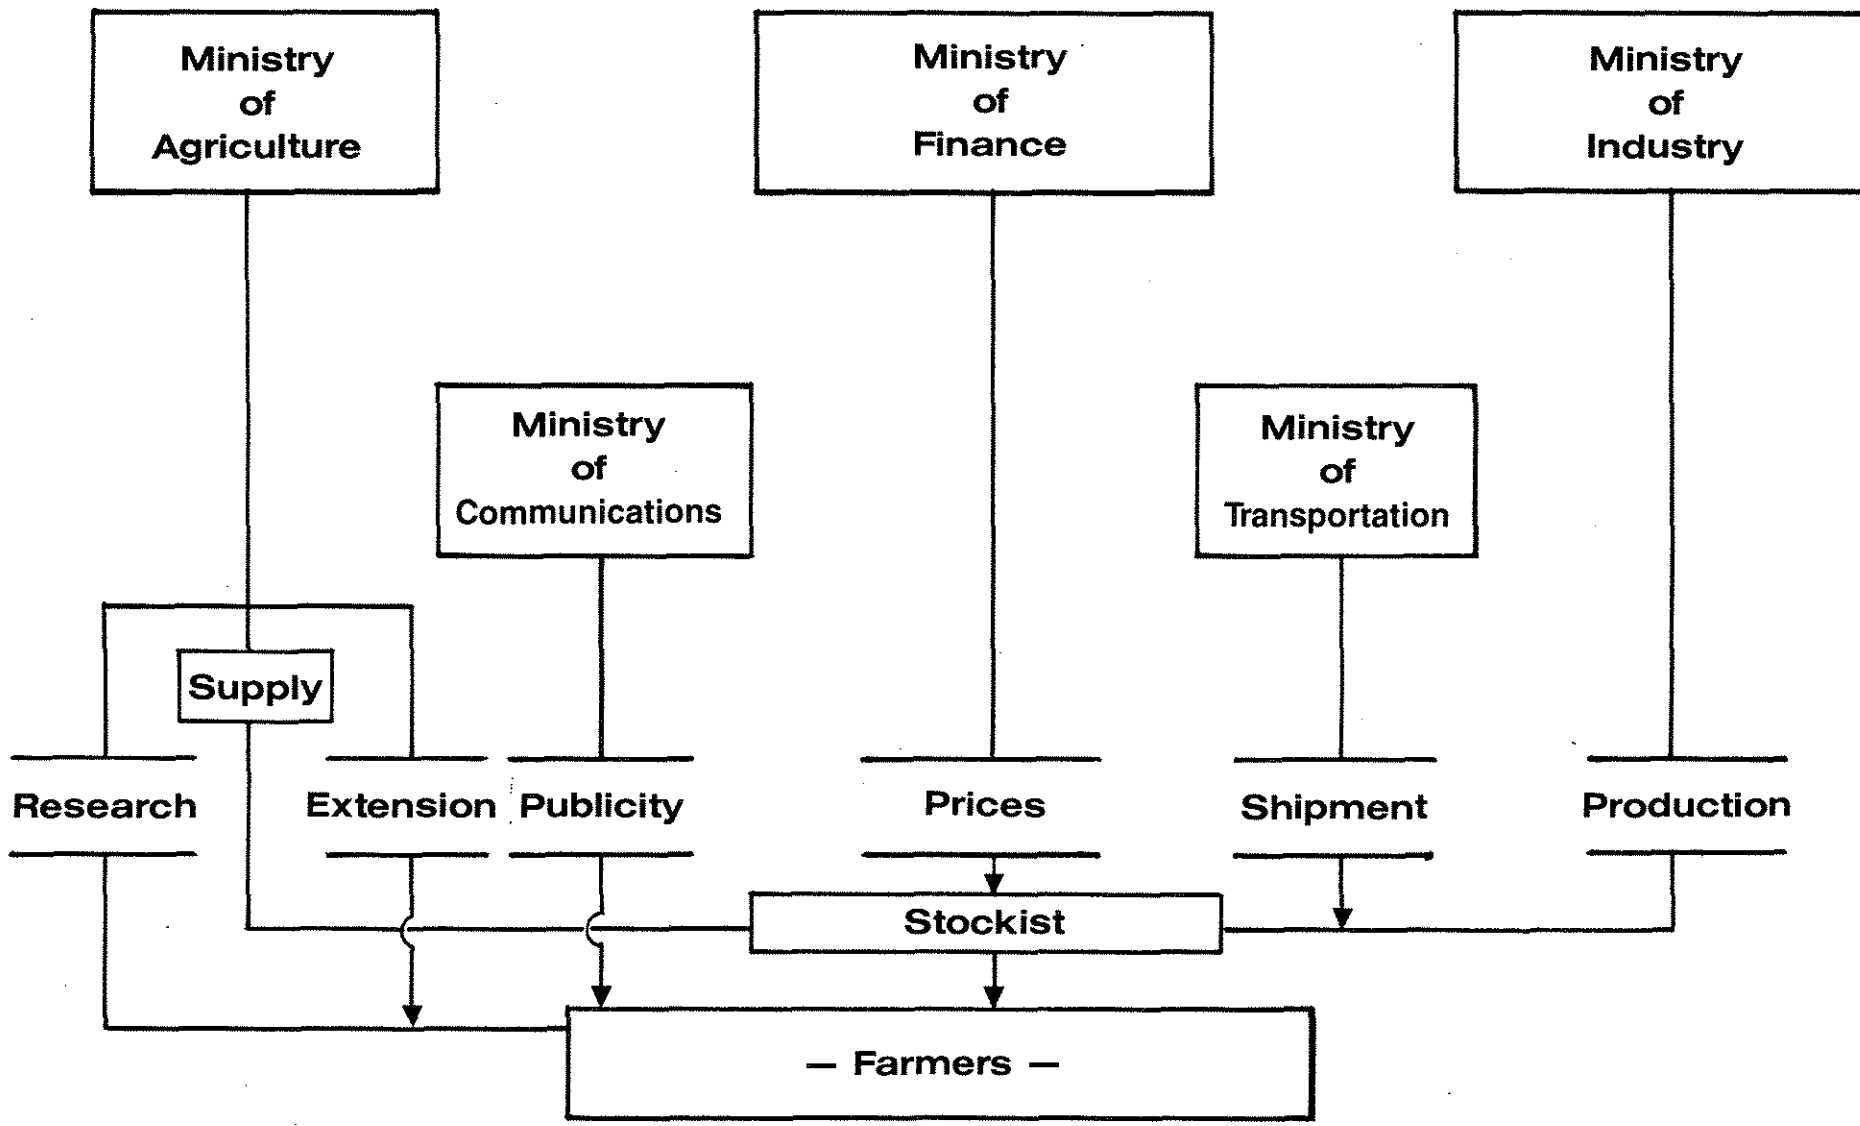 Ministry
of
Agriculture
Ministry
of
Finance
Ministry
of
Industry
Ministry
of
Communications
Ministry
of
Transportation
Supply
Research
Extension
Publicity
Prices
Shipment
Production
Stockist
— Farmers —